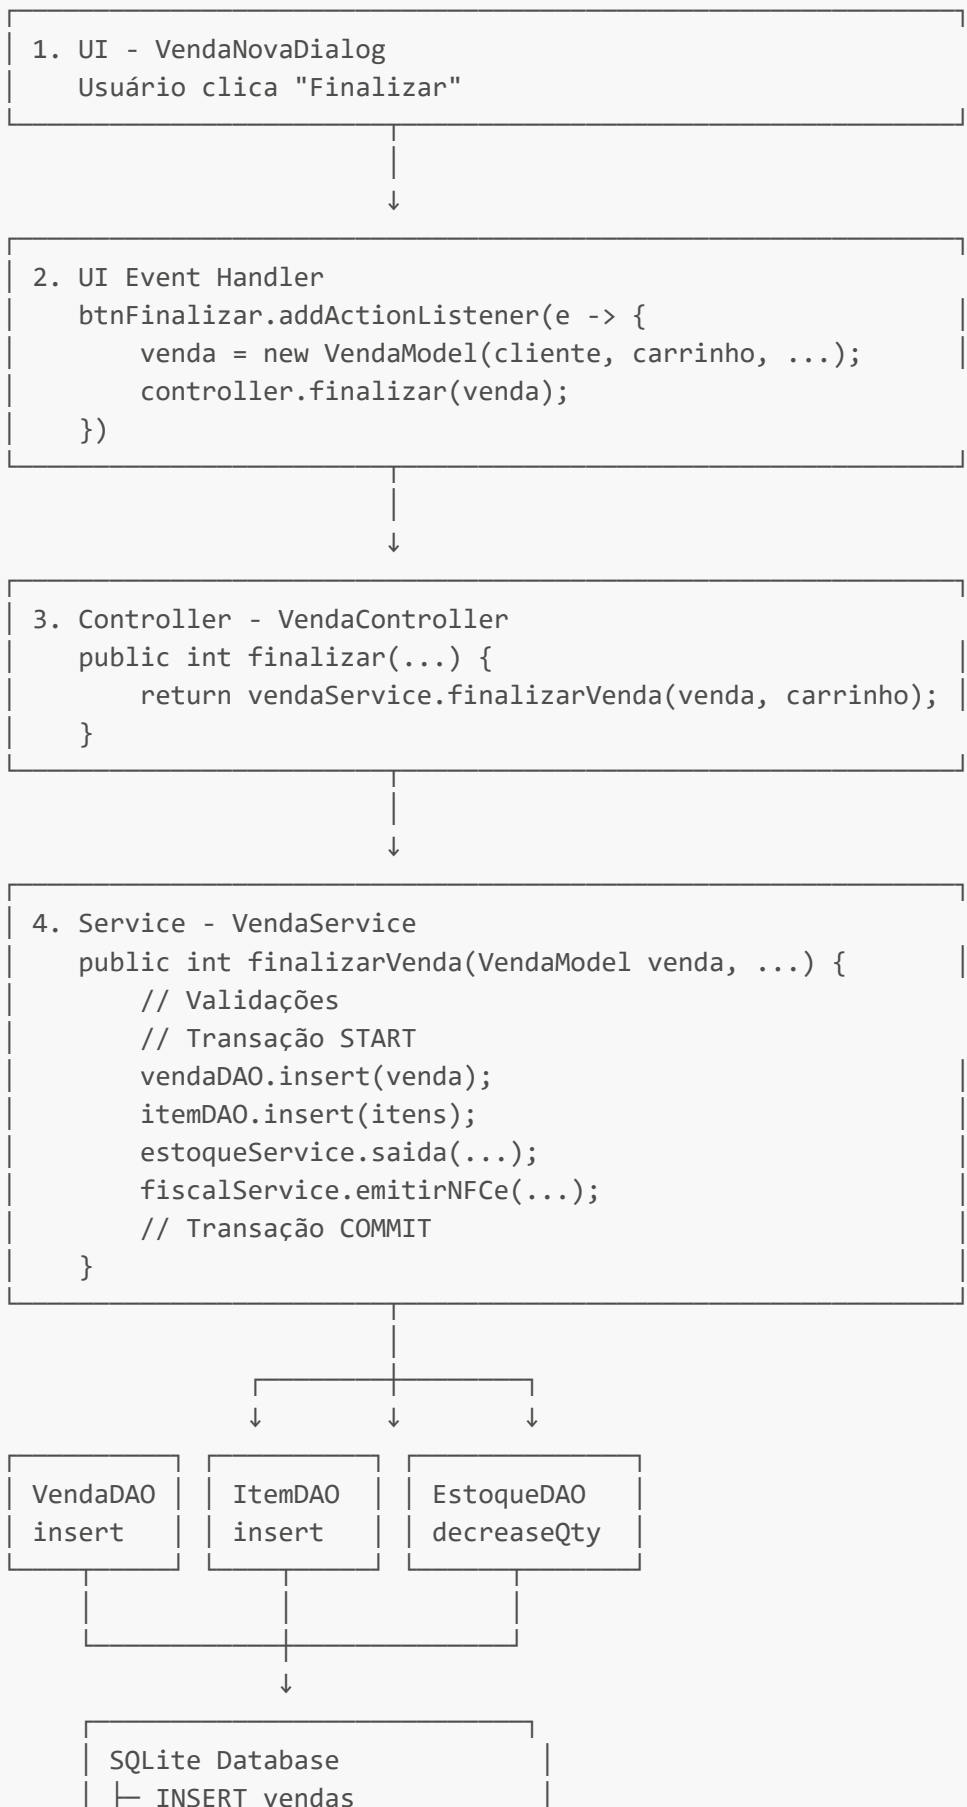 1. UI - VendaNovaDialog
Usuário clica "Finalizar"
↓
2. UI Event Handler
btnFinalizar.addActionListener(e -> {
venda = new VendaModel(cliente, carrinho, ...);
controller.finalizar(venda);
})
↓
3. Controller - VendaController
public int finalizar(...) {
return vendaService.finalizarVenda(venda, carrinho);
}
↓
4. Service - VendaService
public int finalizarVenda(VendaModel venda, ...) {
// Validações
// Transação START
vendaDAO.insert(venda);
itemDAO.insert(itens);
estoqueService.saida(...);
fiscalService.emitirNFCe(...);
// Transação COMMIT
}
↓ ↓ ↓
VendaDAO ItemDAO EstoqueDAO
insert insert decreaseQty
↓
SQLite Database
├─ INSERT vendas